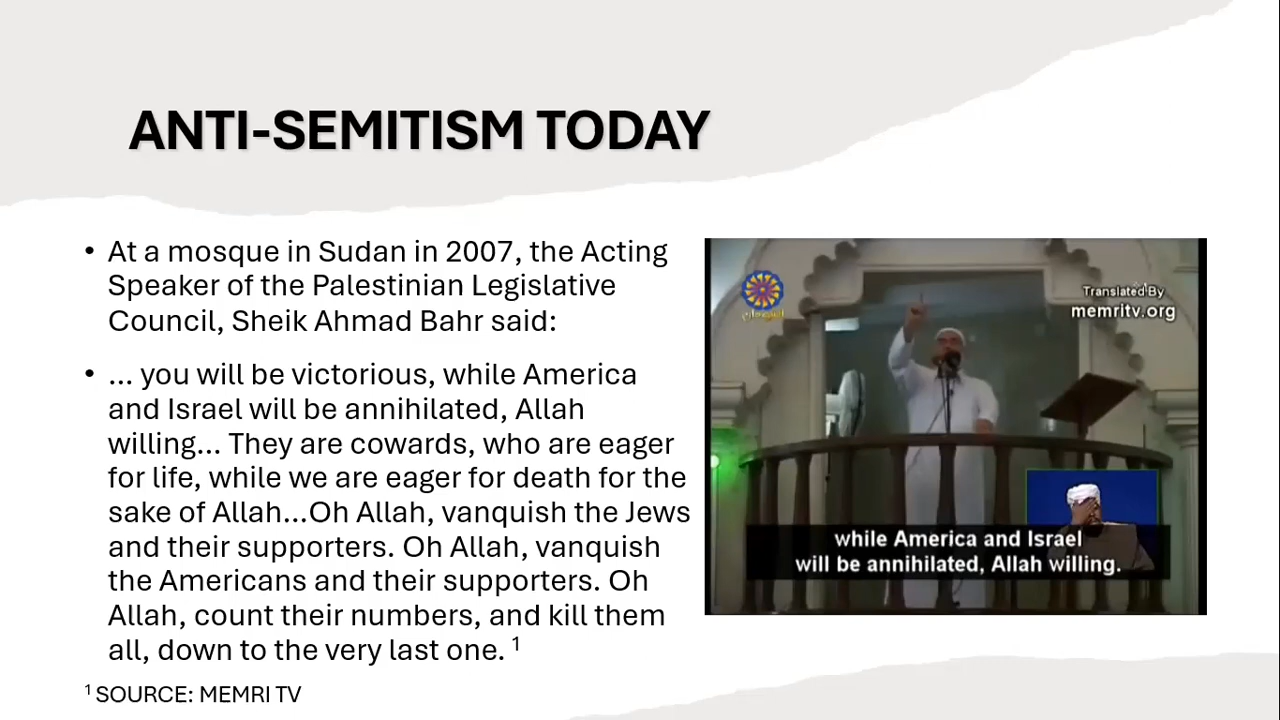 ANTI-SEMITISM TODAY
• At a mosque in Sudan in 2007, the Acting
Speaker of the Palestinian Legislative
Council, Sheik Ahmad Bahr said:
• ... you will be victorious, while America
and Israel will be annihilated, Allah
willing... They are cowards, who are eager
for life, while we are eager for death for the
sake of Allah...Oh Allah, vanquish the Jews
and their supporters. Oh Allah, vanquish
the Americans and their supporters. Oh
Allah, count their numbers, and kill them
all, down to the very last one. ¹
¹ SOURCE: MEMRI TV
Translated By
memritv.org
while America and Israel
will be annihilated, Allah willing.